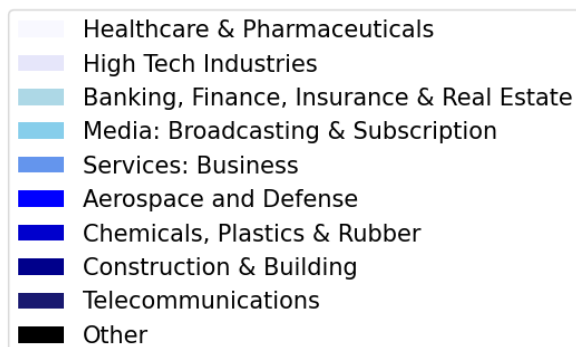 Healthcare & Pharmaceuticals
High Tech Industries
Banking, Finance, Insurance & Real Estate
Media: Broadcasting & Subscription
Services: Business
Aerospace and Defense
Chemicals, Plastics & Rubber
Construction & Building
Telecommunications
Other